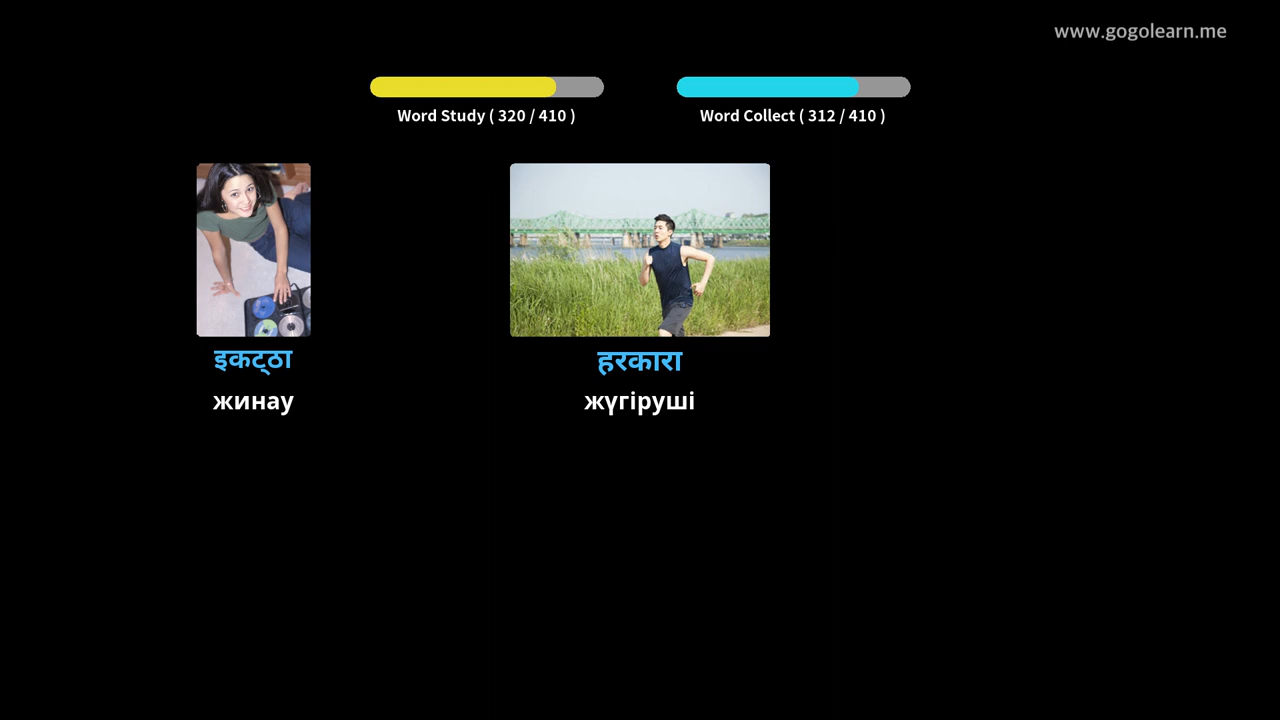 www.gogolearn.me
Word Study ( 320 / 410 )
Word Collect ( 312 / 410 )
इकट्ठा
жинау
हरकारा
жүгіруші